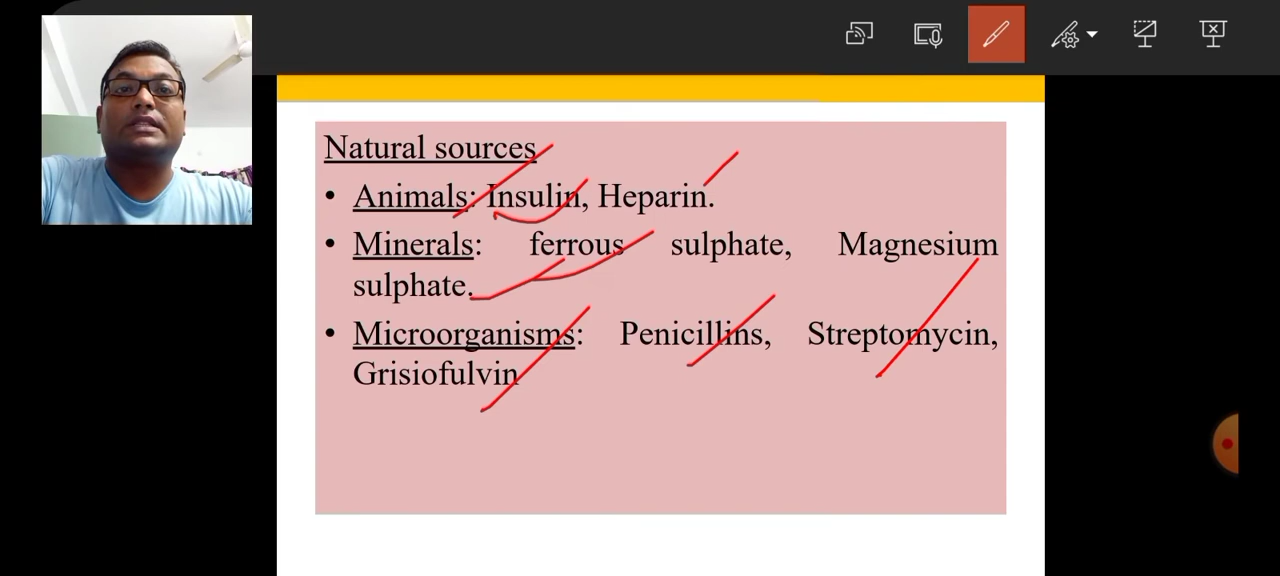 Natural sources
• Animals: Insulin, Heparin.
• Minerals: ferrous sulphate, Magnesium
sulphate.
• Microorganisms: Penicillins, Streptomycin,
Grisiofulvin